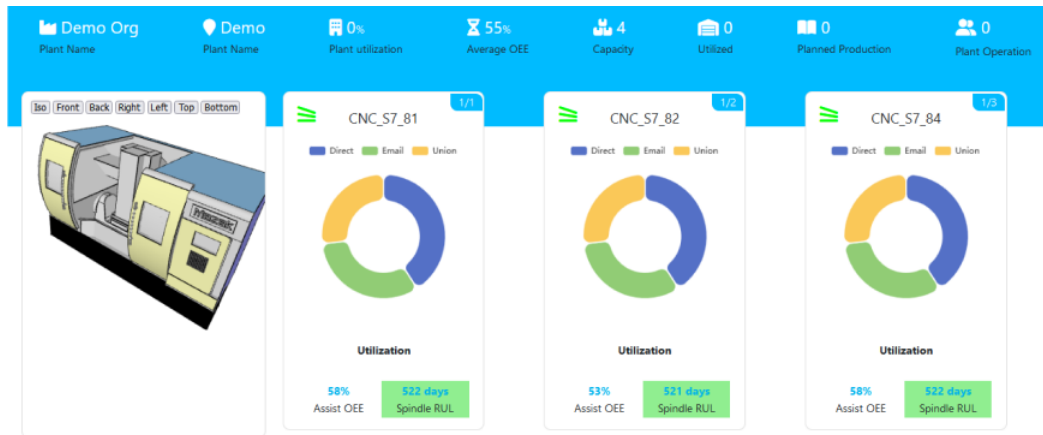 Demo Org
Plant Name
Demo
Plant Name
0%
Plant utilization
55%
Average OEE
4
Capacity
0
Utilized
0
Planned Production
0
Plant Operation
Iso Front Back Right Left Top Bottom
1/1
CNC_S7_81
Direct Email Union
Utilization
58%
Assist OEE
522 days
Spindle RUL
1/2
CNC_S7_82
Direct Email Union
Utilization
53%
Assist OEE
521 days
Spindle RUL
1/3
CNC_S7_84
Direct Email Union
Utilization
58%
Assist OEE
522 days
Spindle RUL